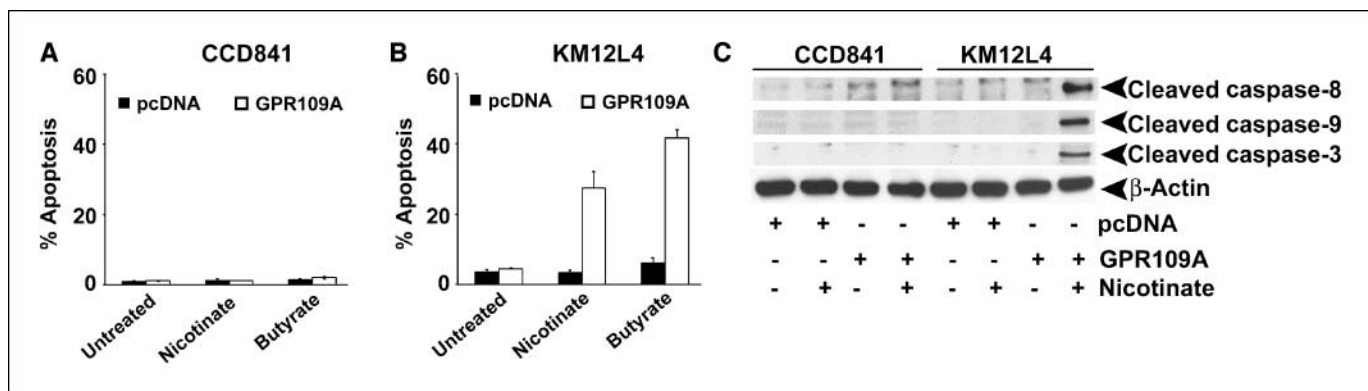 A
CCD841
60
40
20
0
% Apoptosis
pcDNA GPR109A
Untreated
Nicotinate
Butyrate
B
KM12L4
60
40
20
0
% Apoptosis
pcDNA GPR109A
Untreated
Nicotinate
Butyrate
C
CCD841 KM12L4
Cleaved caspase-8
Cleaved caspase-9
Cleaved caspase-3
β-Actin
+ + - - + + - - pcDNA
- - + + - - + + GPR109A
- + - + - + - + Nicotinate